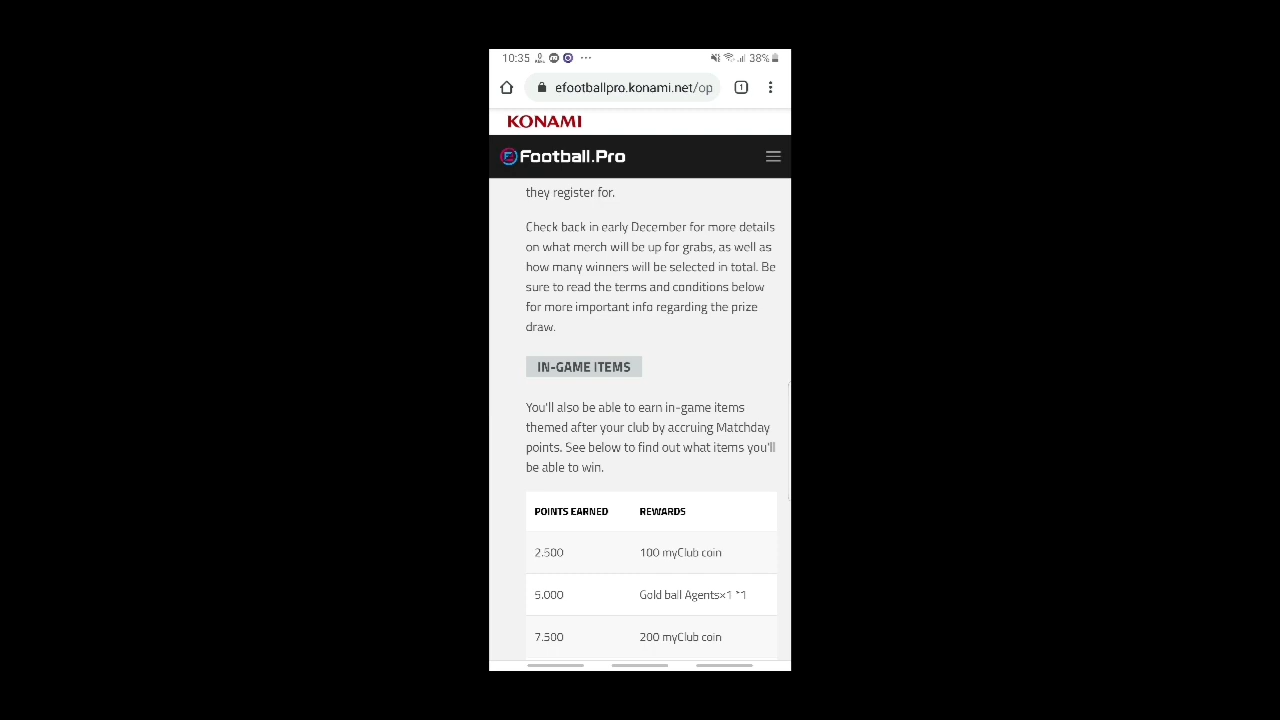 10:35 38%
efootballpro.konami.net/op 1
KONAMI
Football.Pro
they register for.
Check back in early December for more details
on what merch will be up for grabs, as well as
how many winners will be selected in total. Be
sure to read the terms and conditions below
for more important info regarding the prize
draw.
IN-GAME ITEMS
You'll also be able to earn in-game items
themed after your club by accruing Matchday
points. See below to find out what items you'll
be able to win.
POINTS EARNED REWARDS
2.500 100 myClub coin
5.000 Gold ball Agents×1 *1
7.500 200 myClub coin